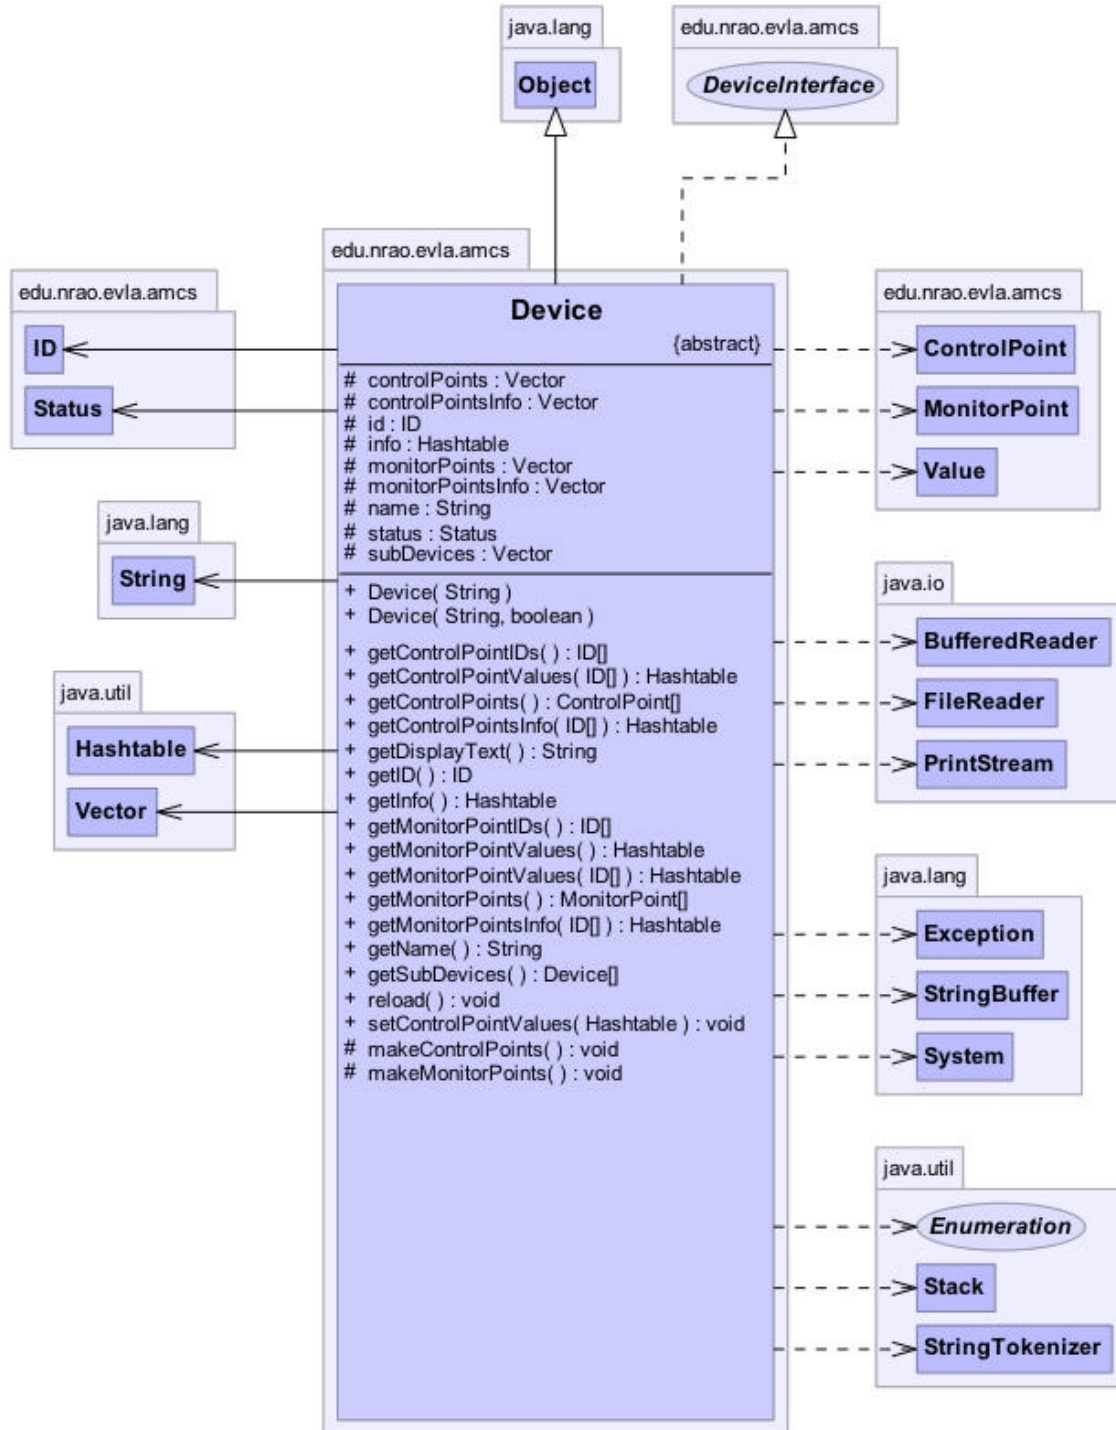 java.lang
Object
edu.nrao.evla.amcs
DeviceInterface
edu.nrao.evla.amcs
ID
Status
java.lang
String
java.util
Hashtable
Vector
edu.nrao.evla.amcs
Device
{abstract}
# controlPoints : Vector
# controlPointsInfo : Vector
# id : ID
# info : Hashtable
# monitorPoints : Vector
# monitorPointsInfo : Vector
# name : String
# status : Status
# subDevices : Vector
+ Device( String )
+ Device( String, boolean )
+ getControlPointIDs( ) : ID[]
+ getControlPointValues( ID[] ) : Hashtable
+ getControlPoints( ) : ControlPoint[]
+ getControlPointsInfo( ID[] ) : Hashtable
+ getDisplayText( ) : String
+ getID( ) : ID
+ getInfo( ) : Hashtable
+ getMonitorPointIDs( ) : ID[]
+ getMonitorPointValues( ) : Hashtable
+ getMonitorPointValues( ID[] ) : Hashtable
+ getMonitorPoints( ) : MonitorPoint[]
+ getMonitorPointsInfo( ID[] ) : Hashtable
+ getName( ) : String
+ getSubDevices( ) : Device[]
+ reload( ) : void
+ setControlPointValues( Hashtable ) : void
# makeControlPoints( ) : void
# makeMonitorPoints( ) : void
edu.nrao.evla.amcs
ControlPoint
MonitorPoint
Value
java.io
BufferedReader
FileReader
PrintStream
java.lang
Exception
StringBuffer
System
java.util
Enumeration
Stack
StringTokenizer